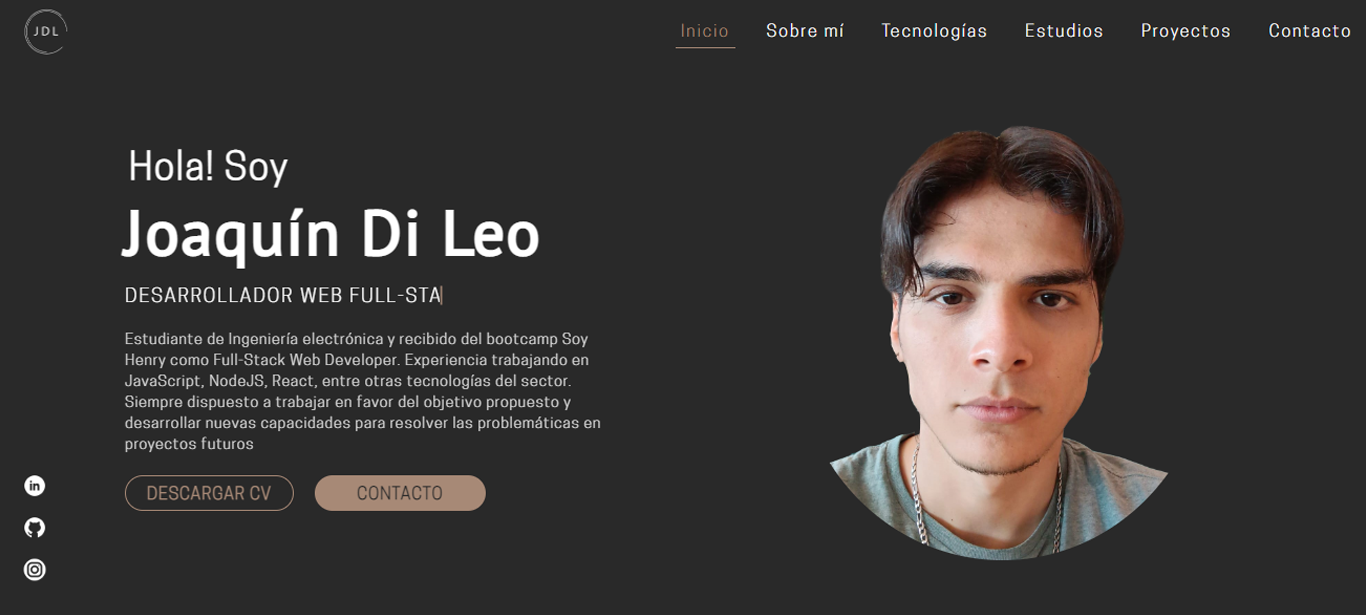 JDL
Inicio Sobre mí Tecnologías Estudios Proyectos Contacto
Hola! Soy
Joaquín Di Leo
DESARROLLADOR WEB FULL-STA
Estudiante de Ingeniería electrónica y recibido del bootcamp Soy
Henry como Full-Stack Web Developer. Experiencia trabajando en
JavaScript, NodeJS, React, entre otras tecnologías del sector.
Siempre dispuesto a trabajar en favor del objetivo propuesto y
desarrollar nuevas capacidades para resolver las problemáticas en
proyectos futuros
DESCARGAR CV CONTACTO
in